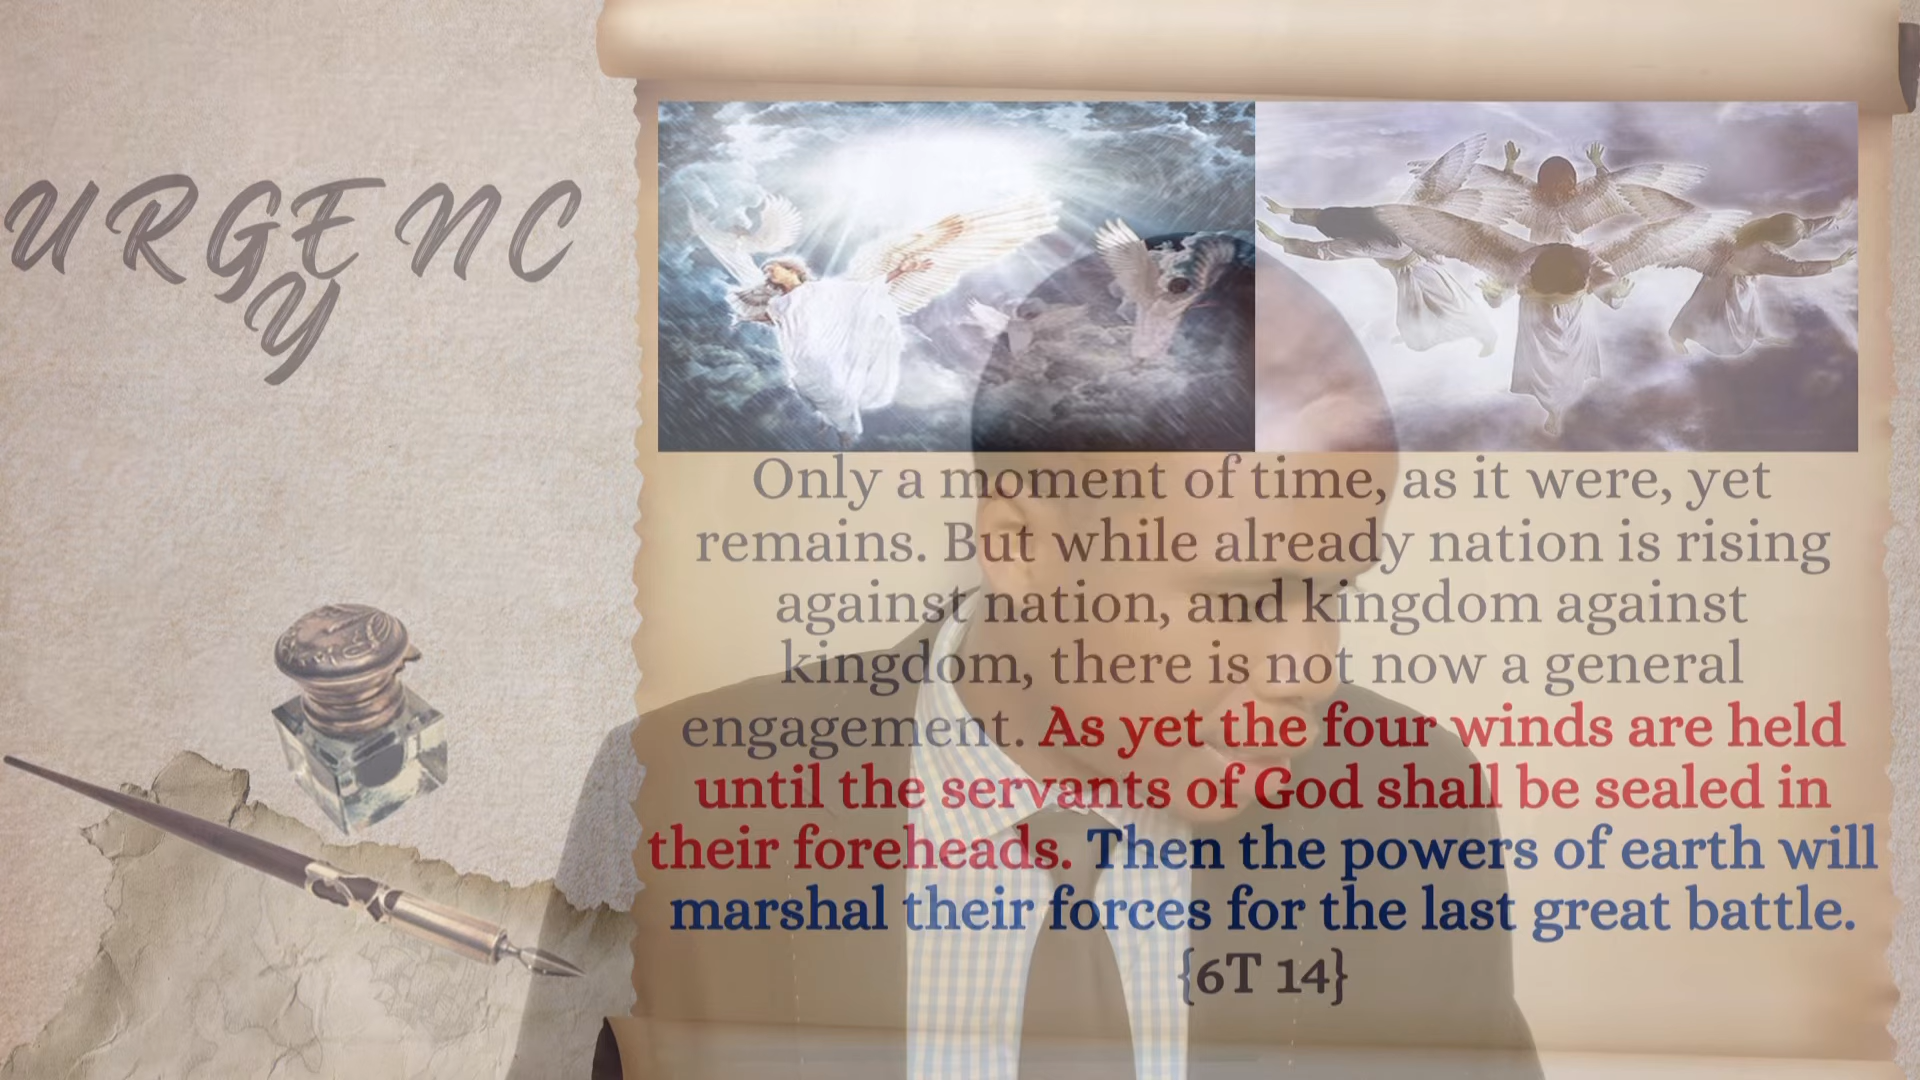 URGENC
Y
Only a moment of time, as it were, yet
remains. But while already nation is rising
against nation, and kingdom against
kingdom, there is not now a general
engagement. As yet the four winds are held
until the servants of God shall be sealed in
their foreheads. Then the powers of earth will
marshal their forces for the last great battle.
{6T 14}